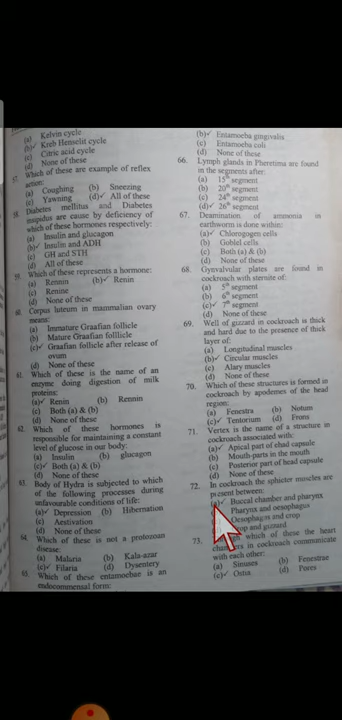 (a) Kelvin cycle
(b)✓ Kreb Henselit cycle
(c) Citric acid cycle
(d) None of these
57. Which of these are example of reflex
(a) Coughing (b) Sneezing
(c) Yawning (d)✓ All of these
58. Diabetes mellitus and Diabetes
insipidus are cause by deficiency of
which of these hormones respectively:
(a) Insulin and glucagon
(b)✓ Insulin and ADH
(c) GH and STH
(d) All of these
59. Which of these represents a hormone:
(a) Rennin (b)✓ Renin
(c) Renine
(d) None of these
60. Corpus luteum in mammalian ovary
means:
(a) Immature Graafian follicle
(b) Mature Graafian follicle
(c)✓ Graafian follicle after release of
ovum
(d) None of these
61. Which of these is the name of an
enzyme doing digestion of milk
proteins:
(a)✓ Renin (b) Rennin
(c) Both (a) & (b)
(d) None of these
62. Which of these hormones is
responsible for maintaining a constant
level of glucose in our body:
(a) Insulin (b) glucagon
(c)✓ Both (a) & (b)
(d) None of these
63. Body of Hydra is subjected to which
of the following processes during
unfavourable conditions of life:
(a)✓ Depression (b) Hibernation
(c) Aestivation
(d) None of these
64. Which of these is not a protozoan
disease:
(a) Malaria (b) Kala-azar
(c)✓ Filaria (d) Dysentery
65. Which of these entamoebae is an
endocommensal form:
(b)✓ Entamoeba gingivalis
(c) Entamoeba coli
(d) None of these
66. Lymph glands in Pheretima are found
in the segments after:
(a) 15th segment
(b) 20th segment
(c) 24th segment
(d)✓ 26th segment
67. Deamination of ammonia in
earthworm is done within:
(a)✓ Chlorogogen cells
(b) Goblel cells
(c) Both (a) & (b)
(d) None of these
68. Gynvalvular plates are found in
cockroach with sternite of:
(a) 5th segment
(b) 6th segment
(c)✓ 7th segment
(d) None of these
69. Well of gizzard in cockroach is thick
and hard due to the presence of thick
layer of:
(a) Longitudinal muscles
(b)✓ Circular muscles
(c) Alary muscles
(d) None of these
70. Which of these structures is formed in
cockroach by apodemes of the head
region:
(a) Fenestra (b) Notum
(c)✓ Tentorium (d) Frons
71. Vertex is the name of a structure in
cockroach associated with:
(a)✓ Apical part of ehad capsule
(b) Mouth-parts in the mouth
(c) Posterior part of head capsule
(d) None of these
72. In cockroach the sphincter muscles are
present between:
(a)✓ Buccal chamber and pharynx
Pharynx and oesophagus
Oesophagus and crop
crop and gizzard
73. which of these the heart
chambers in cockroach communicate
with each other:
(a) Sinuses (b) Fenestrae
(c)✓ Ostia (d) Pores